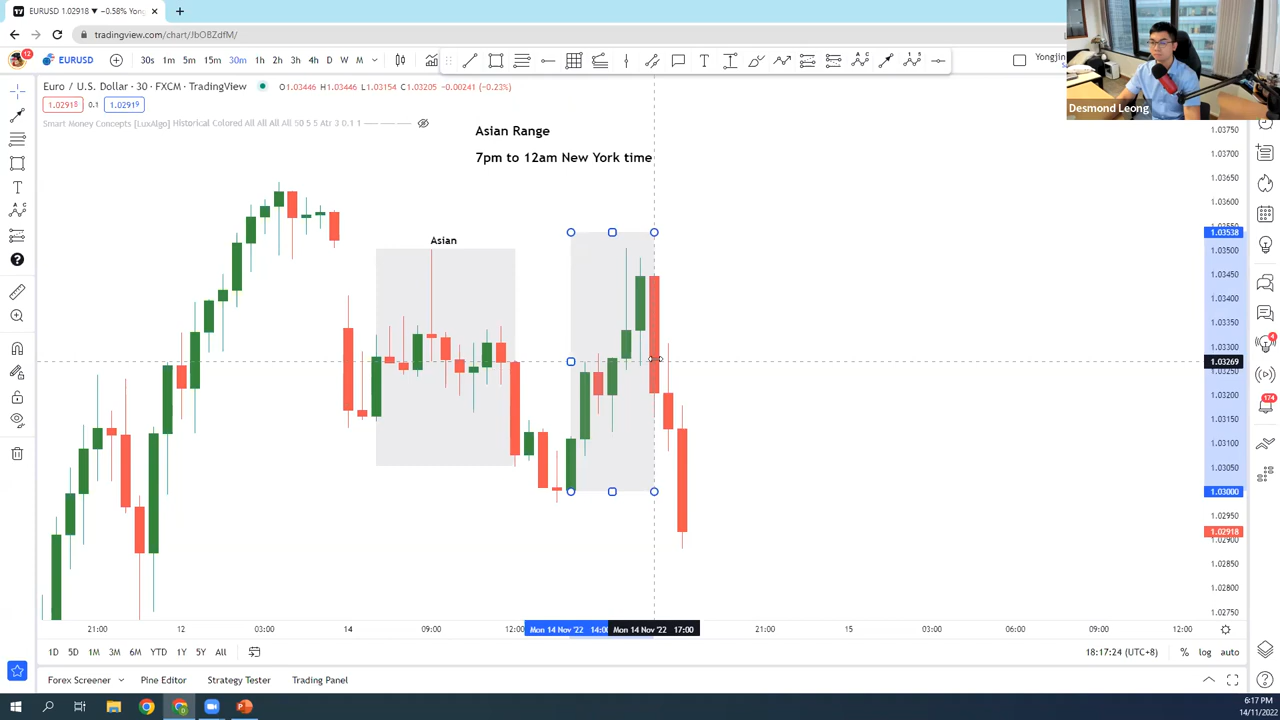 EURUSD 1.02918 ▼ −0.58% Yong
tradingview.com/chart/JbOBZdfM/
12
EURUSD
30s 1m 5m 15m 30m 1h 2h 3h 4h D W M
Yongjin
Desmond Leong
Euro / U.S. Dollar · 30 · FXCM · TradingView
O1.03446 H1.03446 L1.03154 C1.03205 −0.00241 (−0.23%)
1.02918 0.1 1.02919
Smart Money Concepts [LuxAlgo] Historical Colored All All All All 50 5 5 Atr 3 0.1 1
Asian Range
7pm to 12am New York time
Asian
1.03750
1.03700
1.03650
1.03600
1.03538
1.03500
1.03450
1.03400
1.03350
1.03300
1.03269
1.03250
1.03200
1.03150
1.03100
1.03050
1.03000
1.02950
1.02918
1.02900
1.02850
1.02800
1.02750
4
174
21:00 12 03:00 14 09:00 12:00 Mon 14 Nov '22 14:00 Mon 14 Nov '22 17:00 21:00 15 03:00 06:00 09:00 12:00
1D 5D 1M 3M 6M YTD 1Y 5Y All
18:17:24 (UTC+8) % log auto
Forex Screener Pine Editor Strategy Tester Trading Panel
6:17 PM
14/11/2022